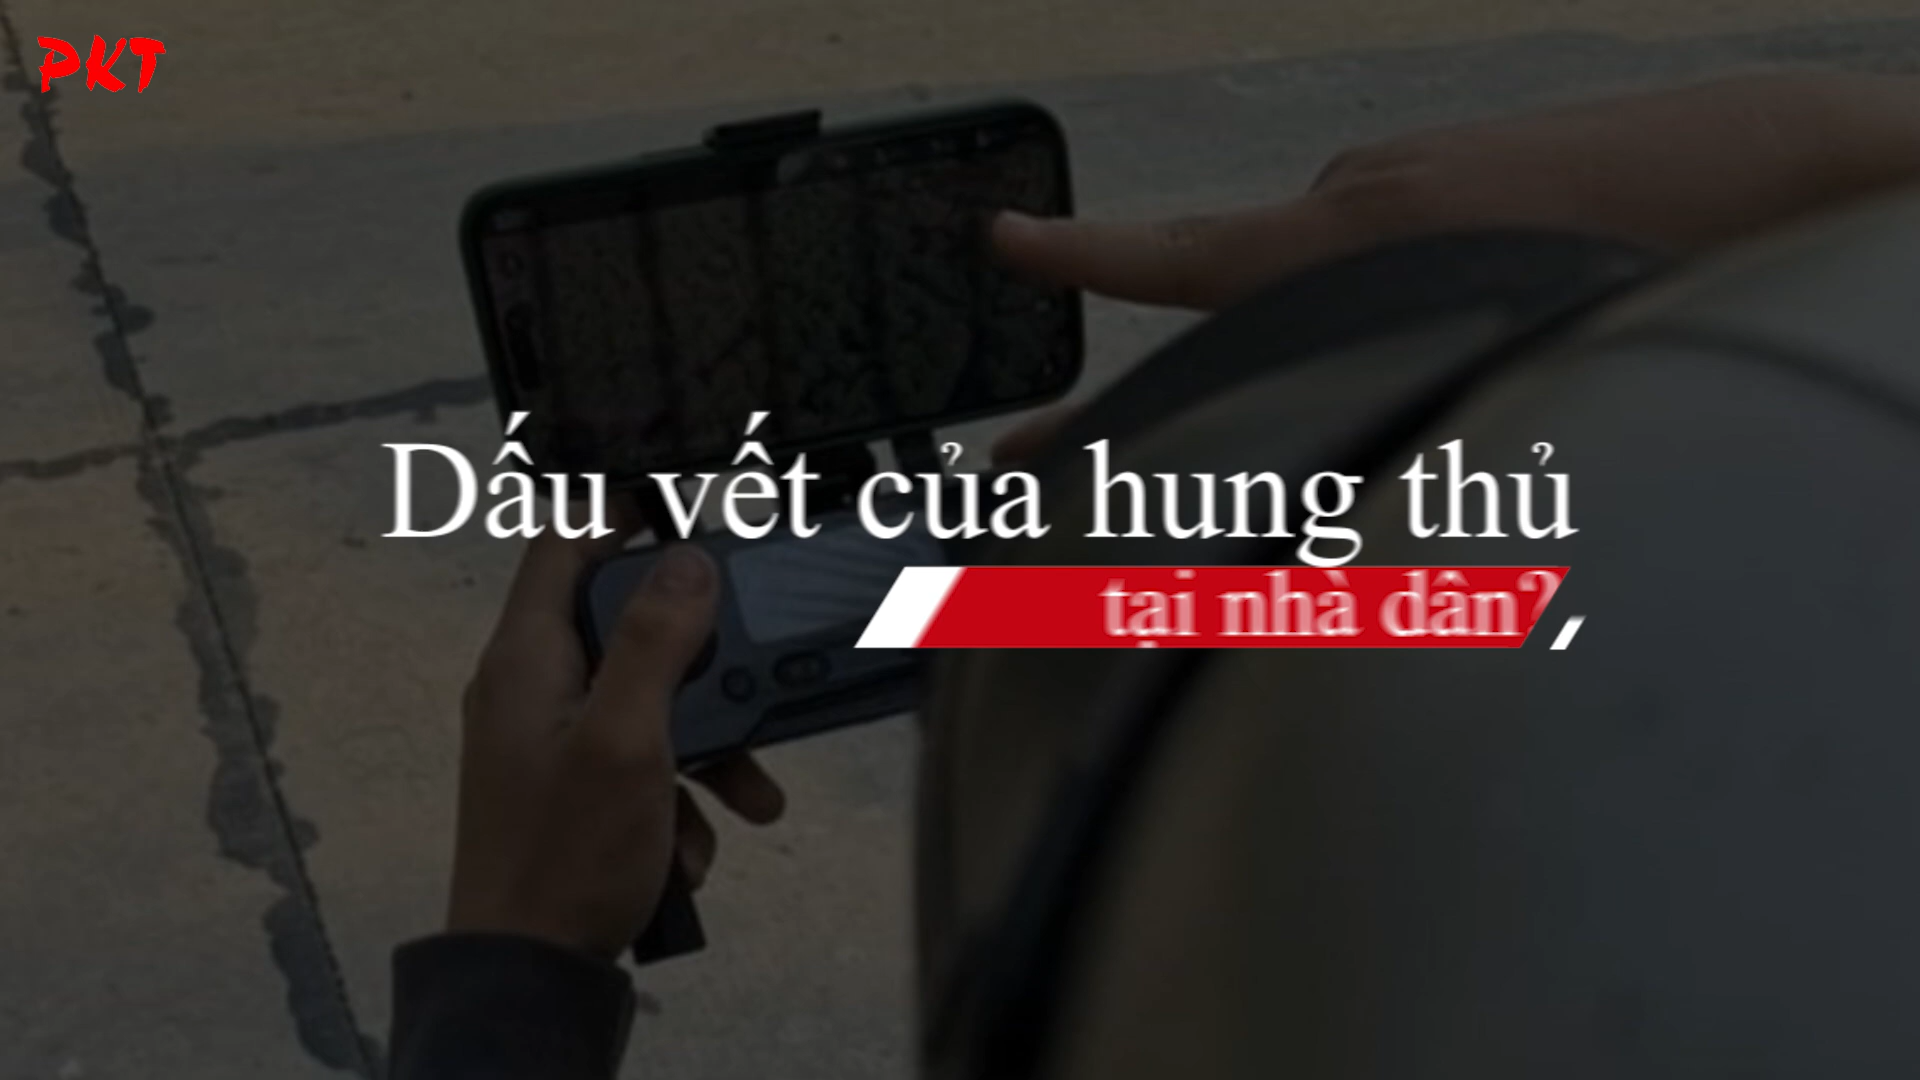 PKT
Dấu vết của hung thủ
tại nhà dân?